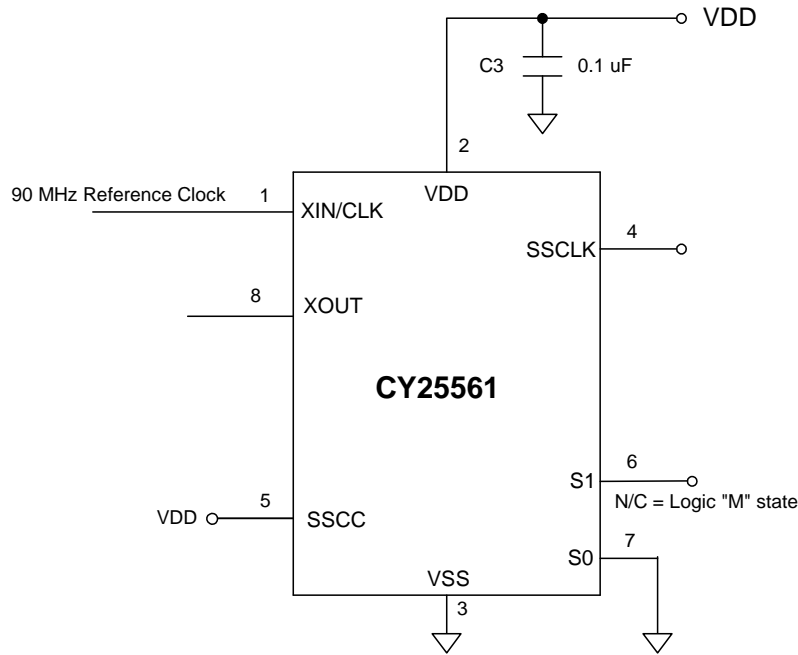 VDD
C3
0.1 uF
2
90 MHz Reference Clock
1
XIN/CLK
VDD
SSCLK
4
8
XOUT
CY25561
6
S1
N/C = Logic "M" state
VDD
5
SSCC
7
S0
VSS
3